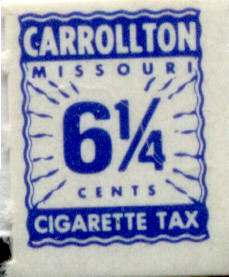 CARROLLTON
MISSOURI
6¼
CENTS
CIGARETTE TAX